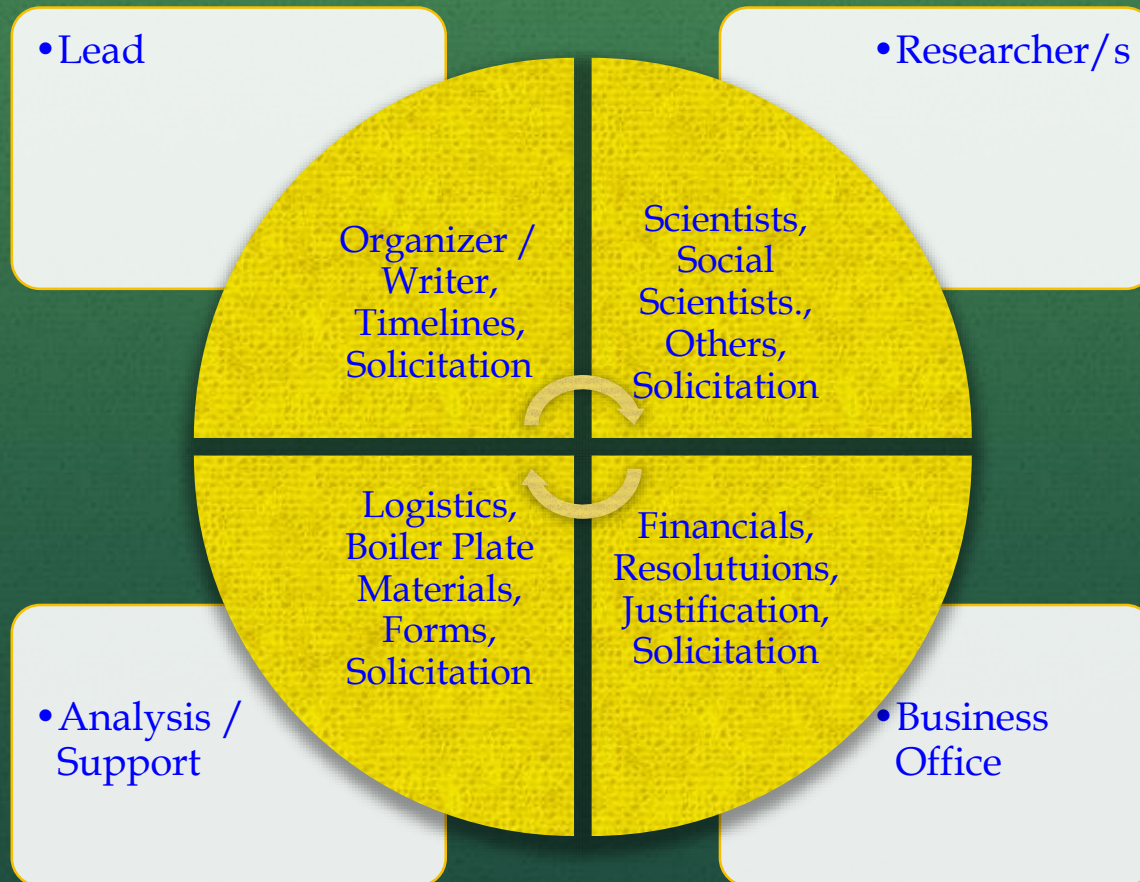 •Lead
•Researcher/s
Organizer /
Writer,
Timelines,
Solicitation
Scientists,
Social
Scientists.,
Others,
Solicitation
Logistics,
Boiler Plate
Materials,
Forms,
Solicitation
Financials,
Resolutuions,
Justification,
Solicitation
•Analysis /
Support
•Business
Office